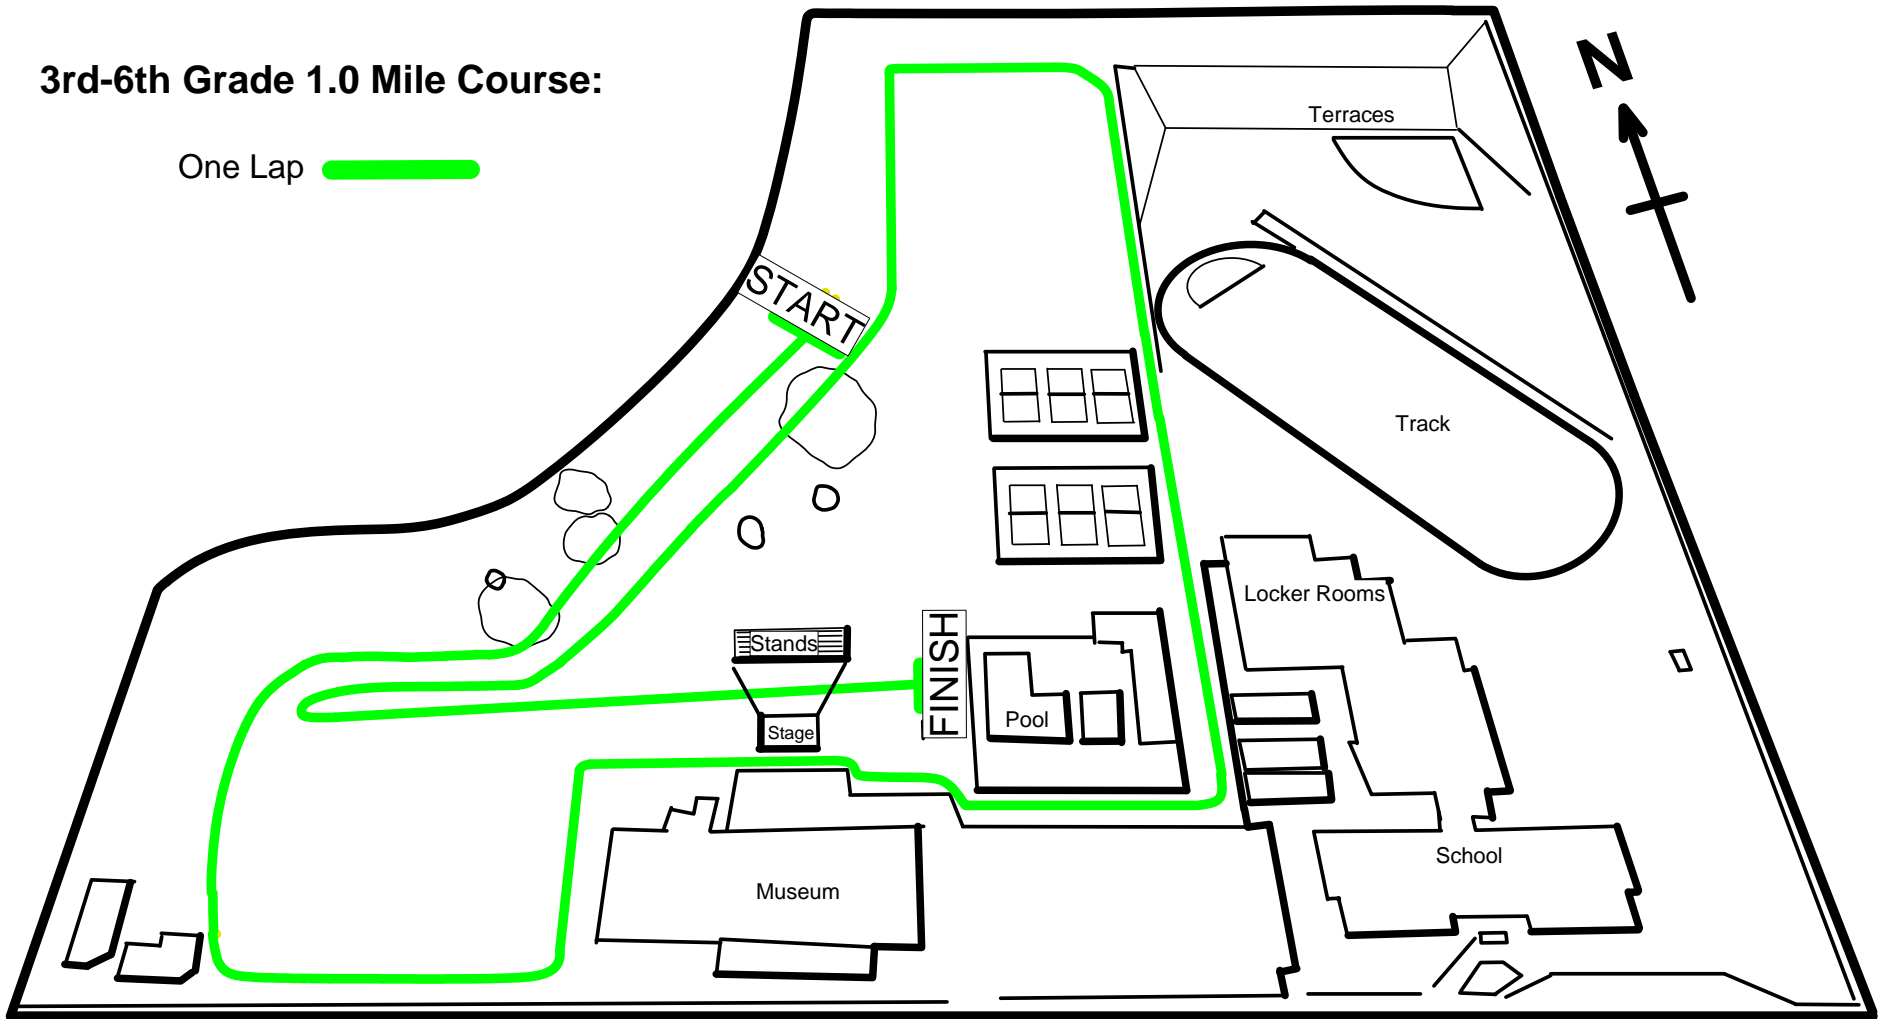 3rd-6th Grade 1.0 Mile Course:
One Lap
N
Terraces
START
Track
Locker Rooms
Stands
FINISH
Pool
Stage
School
Museum